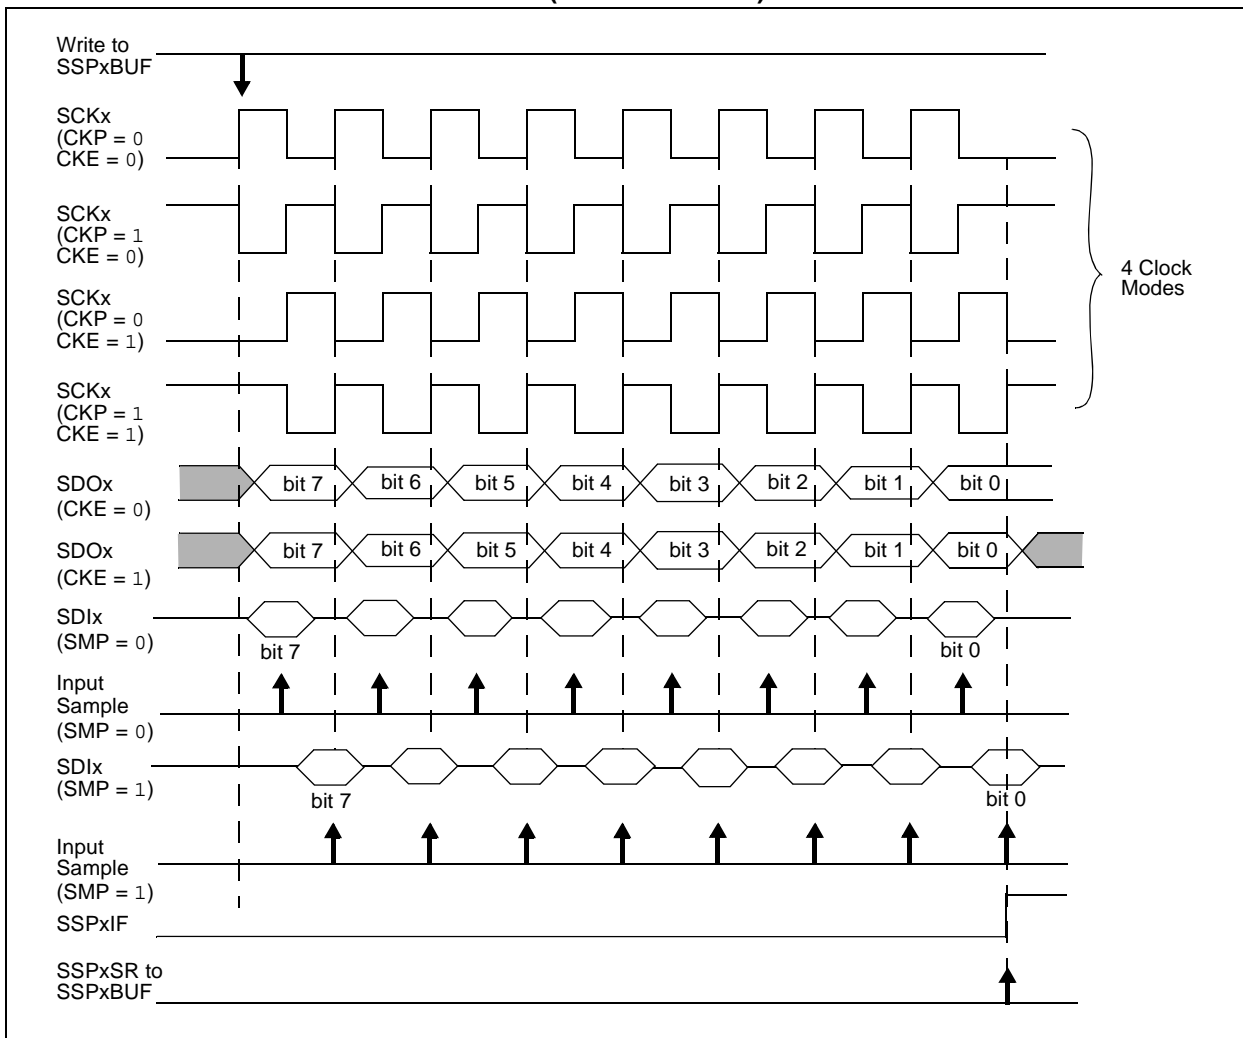 Write to
SSPxBUF
SCKx
(CKP = 0
CKE = 0)
SCKx
(CKP = 1
CKE = 0)
4 Clock
Modes
SCKx
(CKP = 0
CKE = 1)
SCKx
(CKP = 1
CKE = 1)
SDOx
(CKE = 0)
bit 7 bit 6 bit 5 bit 4 bit 3 bit 2 bit 1 bit 0
SDOx
(CKE = 1)
bit 7 bit 6 bit 5 bit 4 bit 3 bit 2 bit 1 bit 0
SDIx
(SMP = 0)
bit 7 bit 0
Input
Sample
(SMP = 0)
SDIx
(SMP = 1)
bit 7 bit 0
Input
Sample
(SMP = 1)
SSPxIF
SSPxSR to
SSPxBUF